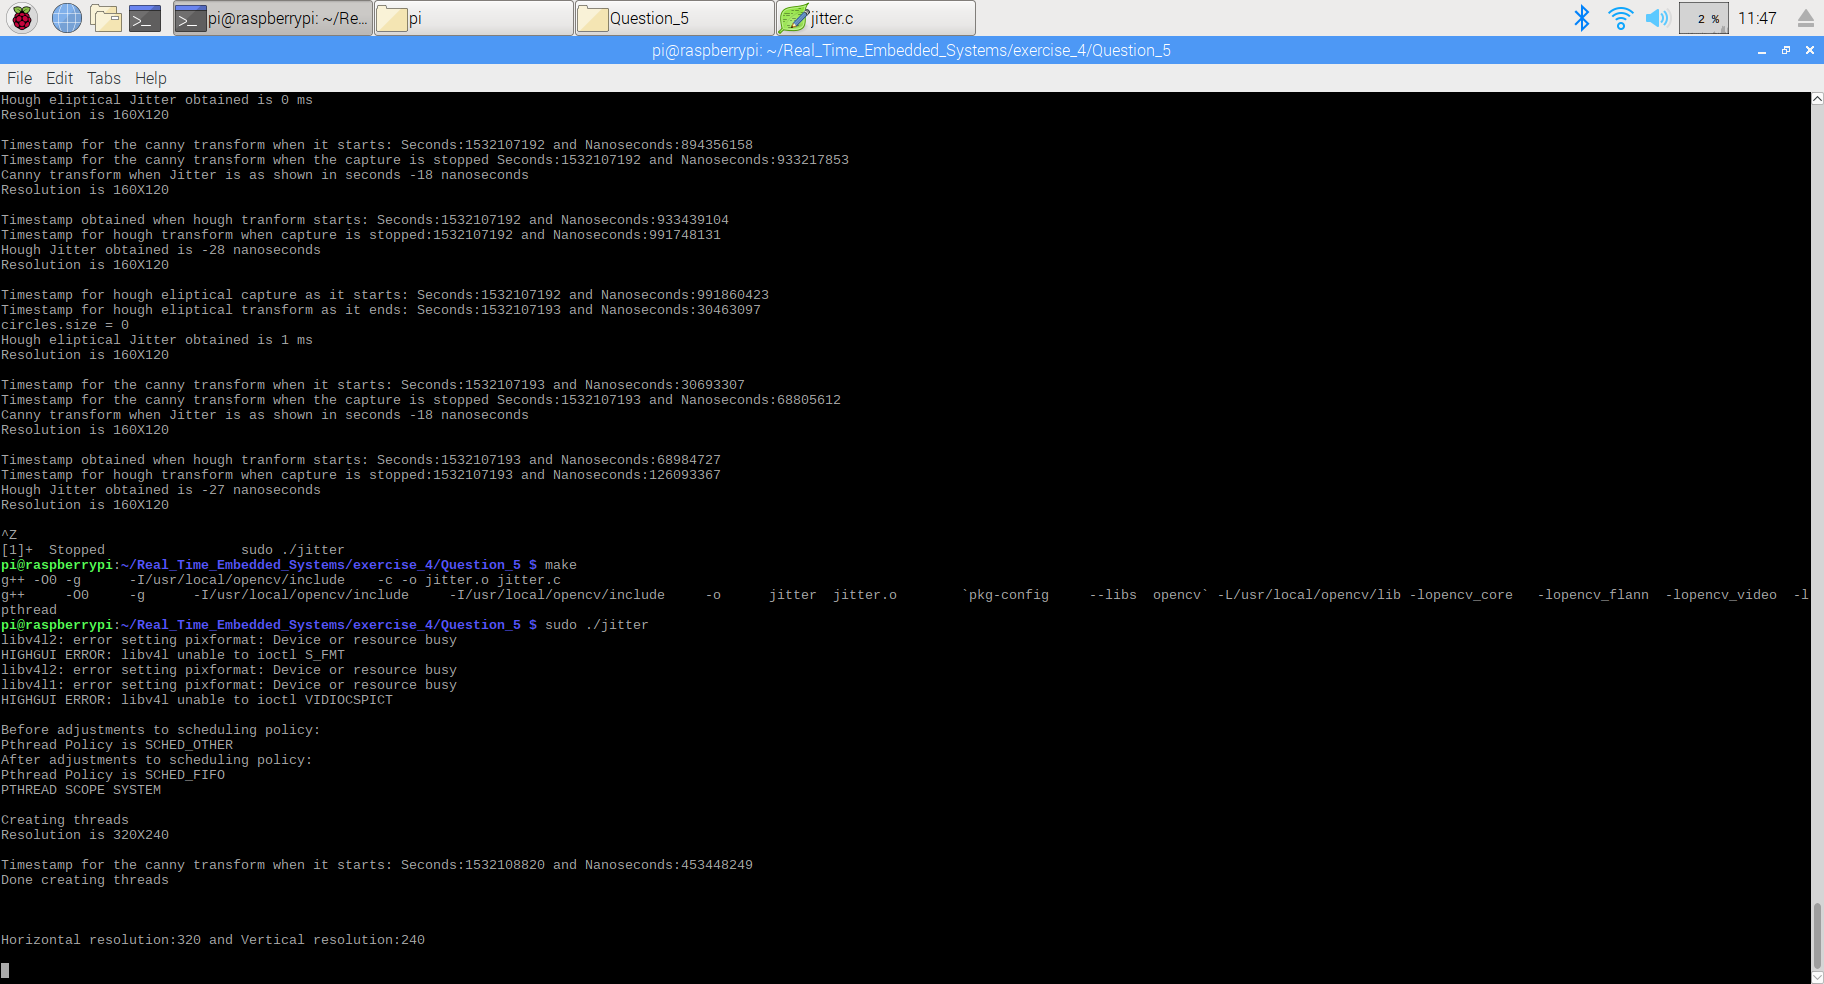 pi@raspberrypi: ~/Re...
pi
Question_5
jitter.c
2 %
11:47
pi@raspberrypi: ~/Real_Time_Embedded_Systems/exercise_4/Question_5
File Edit Tabs Help
Hough eliptical Jitter obtained is 0 ms
Resolution is 160X120
Timestamp for the canny transform when it starts: Seconds:1532107192 and Nanoseconds:894356158
Timestamp for the canny transform when the capture is stopped Seconds:1532107192 and Nanoseconds:933217853
Canny transform when Jitter is as shown in seconds -18 nanoseconds
Resolution is 160X120
Timestamp obtained when hough tranform starts: Seconds:1532107192 and Nanoseconds:933439104
Timestamp for hough transform when capture is stopped:1532107192 and Nanoseconds:991748131
Hough Jitter obtained is -28 nanoseconds
Resolution is 160X120
Timestamp for hough eliptical capture as it starts: Seconds:1532107192 and Nanoseconds:991860423
Timestamp for hough eliptical transform as it ends: Seconds:1532107193 and Nanoseconds:30463097
circles.size = 0
Hough eliptical Jitter obtained is 1 ms
Resolution is 160X120
Timestamp for the canny transform when it starts: Seconds:1532107193 and Nanoseconds:30693307
Timestamp for the canny transform when the capture is stopped Seconds:1532107193 and Nanoseconds:68805612
Canny transform when Jitter is as shown in seconds -18 nanoseconds
Resolution is 160X120
Timestamp obtained when hough tranform starts: Seconds:1532107193 and Nanoseconds:68984727
Timestamp for hough transform when capture is stopped:1532107193 and Nanoseconds:126093367
Hough Jitter obtained is -27 nanoseconds
Resolution is 160X120
^Z
[1]+  Stopped                 sudo ./jitter
pi@raspberrypi:~/Real_Time_Embedded_Systems/exercise_4/Question_5 $ make
g++ -O0 -g      -I/usr/local/opencv/include    -c -o jitter.o jitter.c
g++     -O0     -g      -I/usr/local/opencv/include     -I/usr/local/opencv/include     -o      jitter  jitter.o        `pkg-config     --libs  opencv` -L/usr/local/opencv/lib -lopencv_core   -lopencv_flann  -lopencv_video  -l
pthread
pi@raspberrypi:~/Real_Time_Embedded_Systems/exercise_4/Question_5 $ sudo ./jitter
libv4l2: error setting pixformat: Device or resource busy
HIGHGUI ERROR: libv4l unable to ioctl S_FMT
libv4l2: error setting pixformat: Device or resource busy
libv4l1: error setting pixformat: Device or resource busy
HIGHGUI ERROR: libv4l unable to ioctl VIDIOCSPICT
Before adjustments to scheduling policy:
Pthread Policy is SCHED_OTHER
After adjustments to scheduling policy:
Pthread Policy is SCHED_FIFO
PTHREAD SCOPE SYSTEM
Creating threads
Resolution is 320X240
Timestamp for the canny transform when it starts: Seconds:1532108820 and Nanoseconds:453448249
Done creating threads
Horizontal resolution:320 and Vertical resolution:240